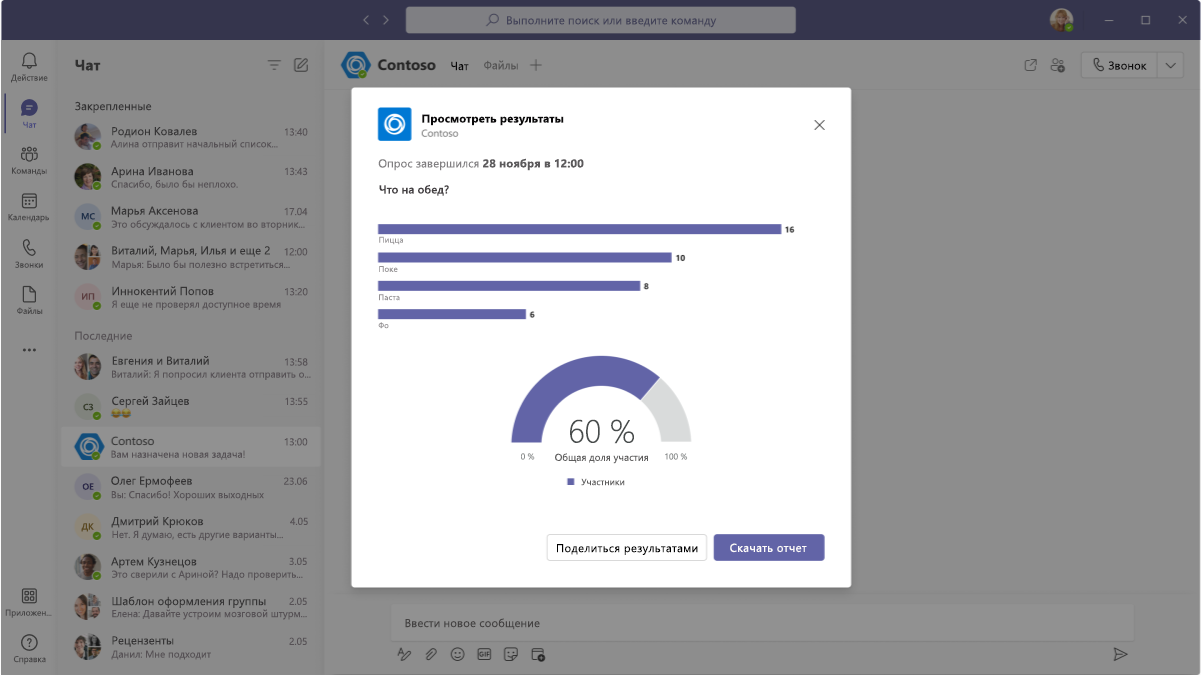 Выполните поиск или введите команду
Действие
Чат
Команды
Календарь
Звонки
Файлы
Приложен...
Справка
Чат
Закрепленные
Родион Ковалев 13:40
Алина отправит начальный список...
Арина Иванова 13:43
Спасибо, было бы неплохо.
МС
Марья Аксенова 17.04
Это обсуждалось с клиентом во вторник...
Виталий, Марья, Илья и еще 2 12:00
Марья: Было бы полезно встретиться...
ИП
Иннокентий Попов 13:20
Я еще не проверял доступное время
Последние
Евгения и Виталий 13:58
Виталий: Я попросил клиента отправить о...
СЗ
Сергей Зайцев 13:55
😂😂
Contoso 13:00
Вам назначена новая задача!
ОЕ
Олег Ермофеев 23.06
Вы: Спасибо! Хороших выходных
ДК
Дмитрий Крюков 4.05
Нет. Я думаю, есть другие варианты...
Артем Кузнецов 3.05
Это сверили с Ариной? Надо проверить...
Шаблон оформления группы 2.05
Елена: Давайте устроим мозговой штурм...
Рецензенты 2.05
Данил: Мне подходит
Contoso Чат Файлы
Звонок
Просмотреть результаты
Contoso
Опрос завершился 28 ноября в 12:00
Что на обед?
16
Пицца
10
Поке
8
Паста
6
Фо
60 %
0 % Общая доля участия 100 %
Участники
Поделиться результатами Скачать отчет
Ввести новое сообщение
GIF